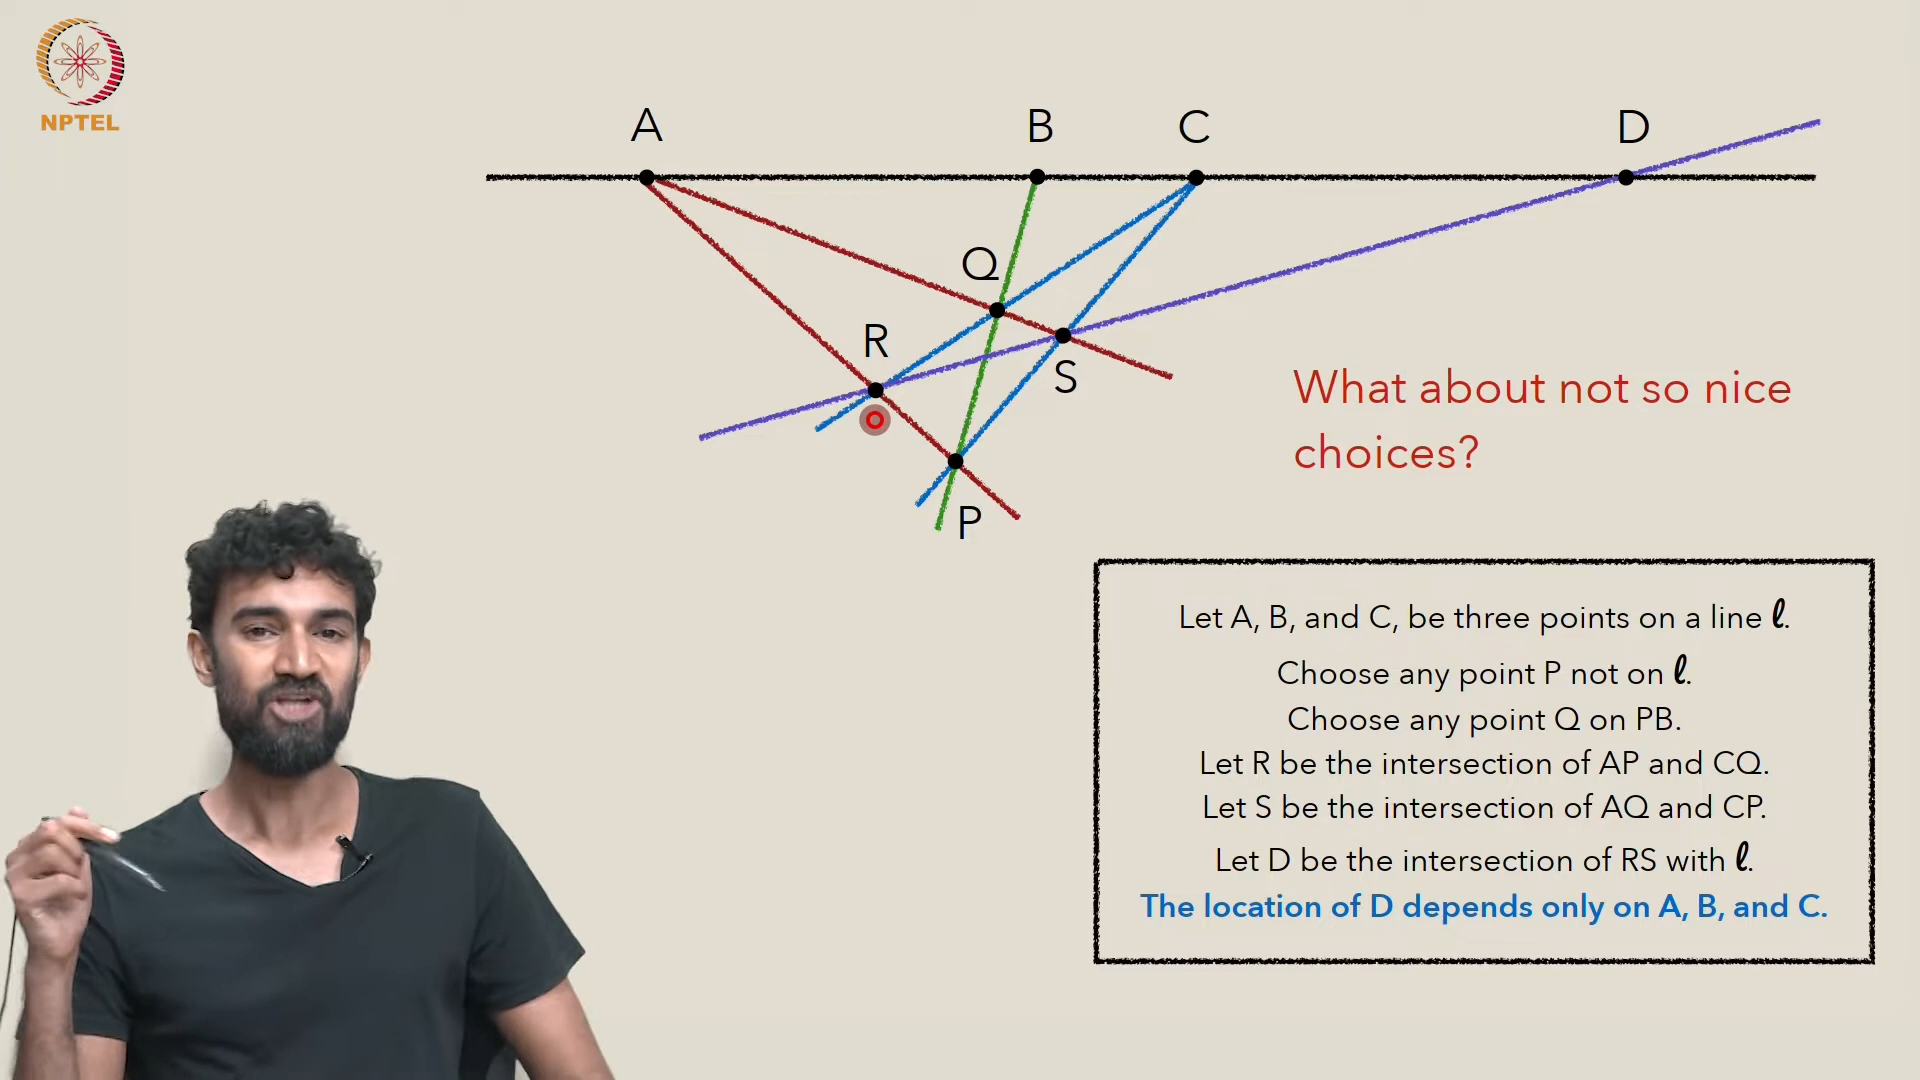 NPTEL
A B C D
Q
R
S
P
What about not so nice
choices?
Let A, B, and C, be three points on a line ℓ.
Choose any point P not on ℓ.
Choose any point Q on PB.
Let R be the intersection of AP and CQ.
Let S be the intersection of AQ and CP.
Let D be the intersection of RS with ℓ.
The location of D depends only on A, B, and C.